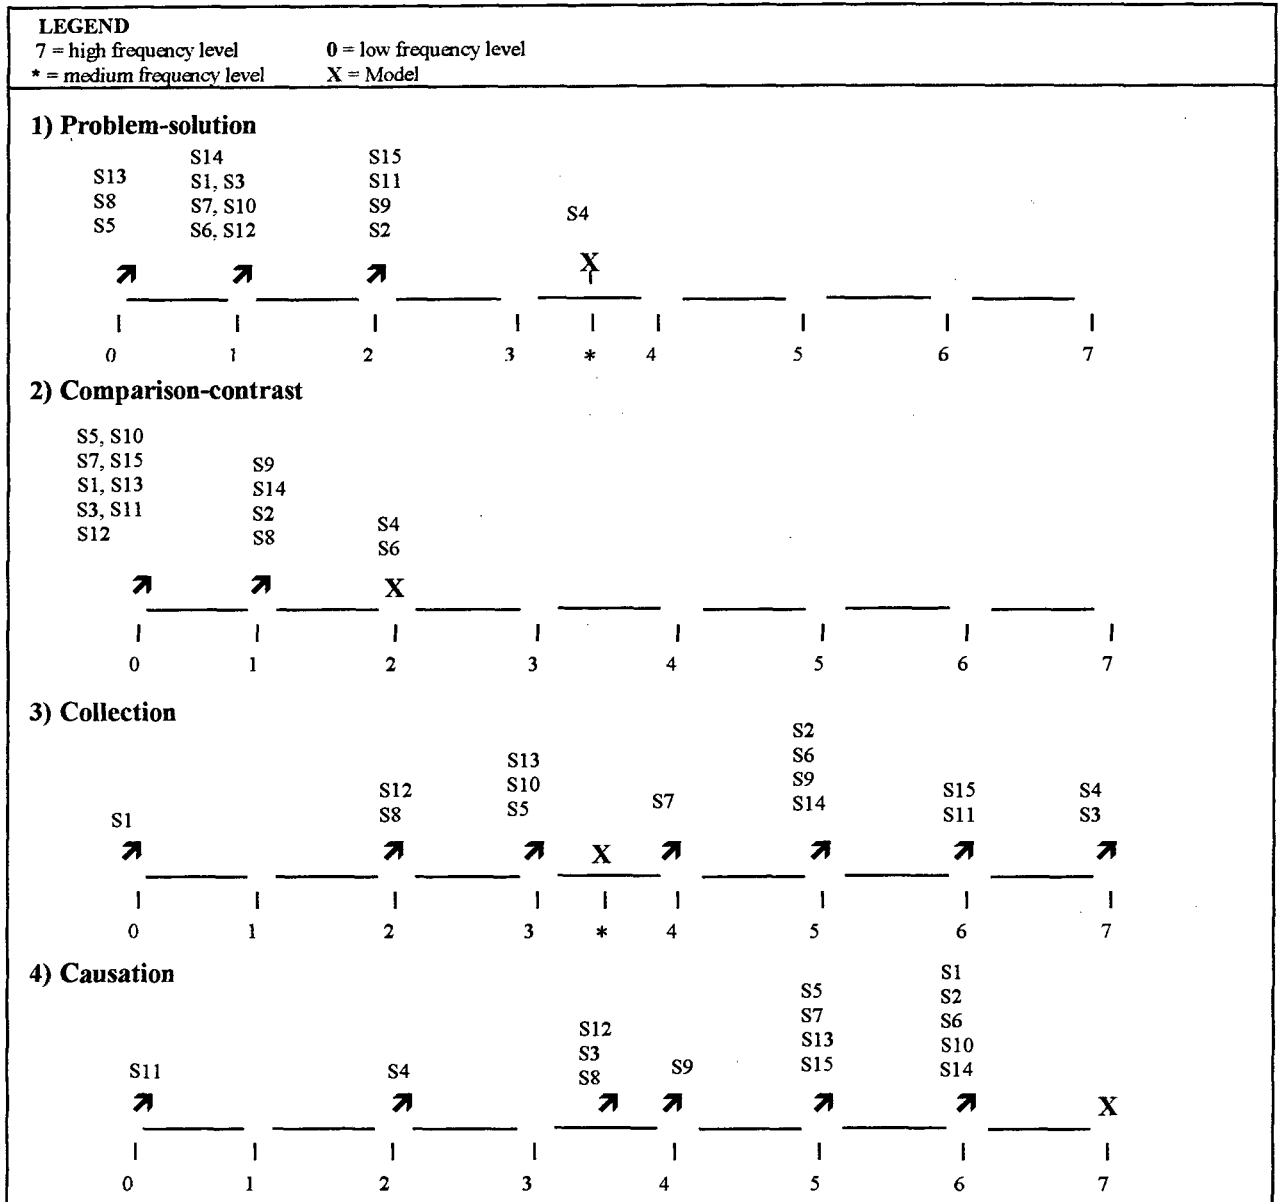 LEGEND
7 = high frequency level 0 = low frequency level
* = medium frequency level X = Model
1) Problem-solution
S14 S15
S13 S1, S3 S11
S8 S7, S10 S9 S4
S5 S6, S12 S2
X
0 1 2 3 * 4 5 6 7
2) Comparison-contrast
S5, S10
S7, S15 S9
S1, S13 S14
S3, S11 S2 S4
S12 S8 S6
X
0 1 2 3 4 5 6 7
3) Collection
S2
S13 S6
S12 S10 S7 S9 S15 S4
S1 S8 S5 S14 S11 S3
X
0 1 2 3 * 4 5 6 7
4) Causation
S1
S5 S2
S12 S7 S6
S3 S13 S10
S11 S4 S8 S9 S15 S14
X
0 1 2 3 4 5 6 7